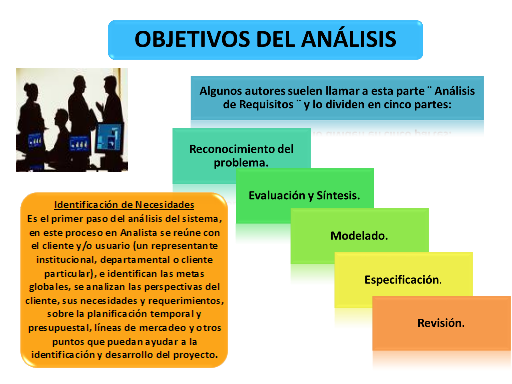 OBJETIVOS DEL ANÁLISIS
Algunos autores suelen llamar a esta parte ¨ Análisis
de Requisitos ¨ y lo dividen en cinco partes:
Reconocimiento del
problema.
Evaluación y Síntesis.
Modelado.
Especificación.
Revisión.
Identificación de Necesidades
Es el primer paso del análisis del sistema,
en este proceso en Analista se reúne con
el cliente y/o usuario (un representante
institucional, departamental o cliente
particular), e identifican las metas
globales, se analizan las perspectivas del
cliente, sus necesidades y requerimientos,
sobre la planificación temporal y
presupuestal, líneas de mercadeo y otros
puntos que puedan ayudar a la
identificación y desarrollo del proyecto.